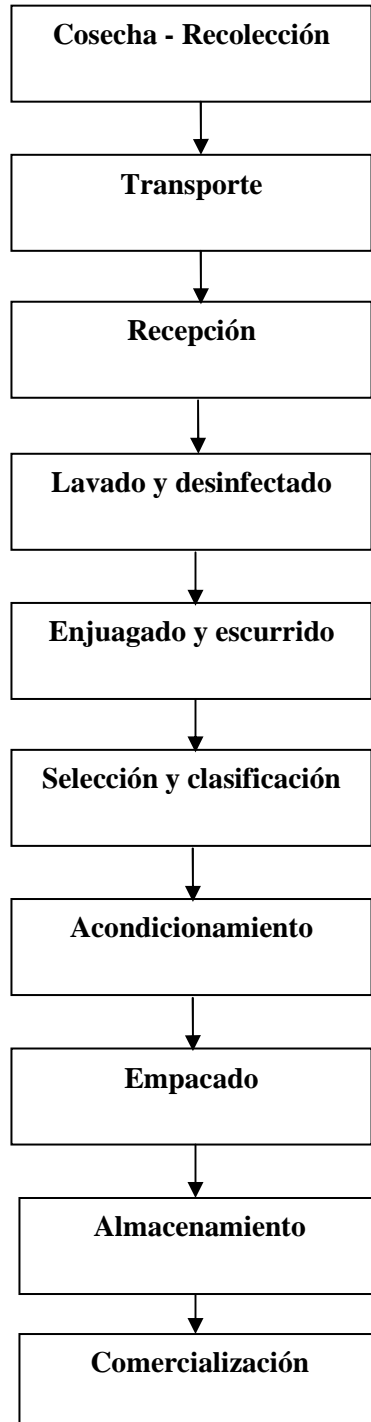 Cosecha - Recolección
Transporte
Recepción
Lavado y desinfectado
Enjuagado y escurrido
Selección y clasificación
Acondicionamiento
Empacado
Almacenamiento
Comercialización